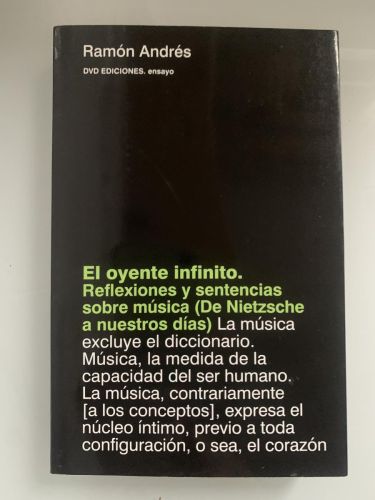 Ramón Andrés
DVD EDICIONES. ensayo
El oyente infinito.
Reflexiones y sentencias
sobre música (De Nietzsche
a nuestros días) La música
excluye el diccionario.
Música, la medida de la
capacidad del ser humano.
La música, contrariamente
[a los conceptos], expresa el
núcleo íntimo, previo a toda
configuración, o sea, el corazón